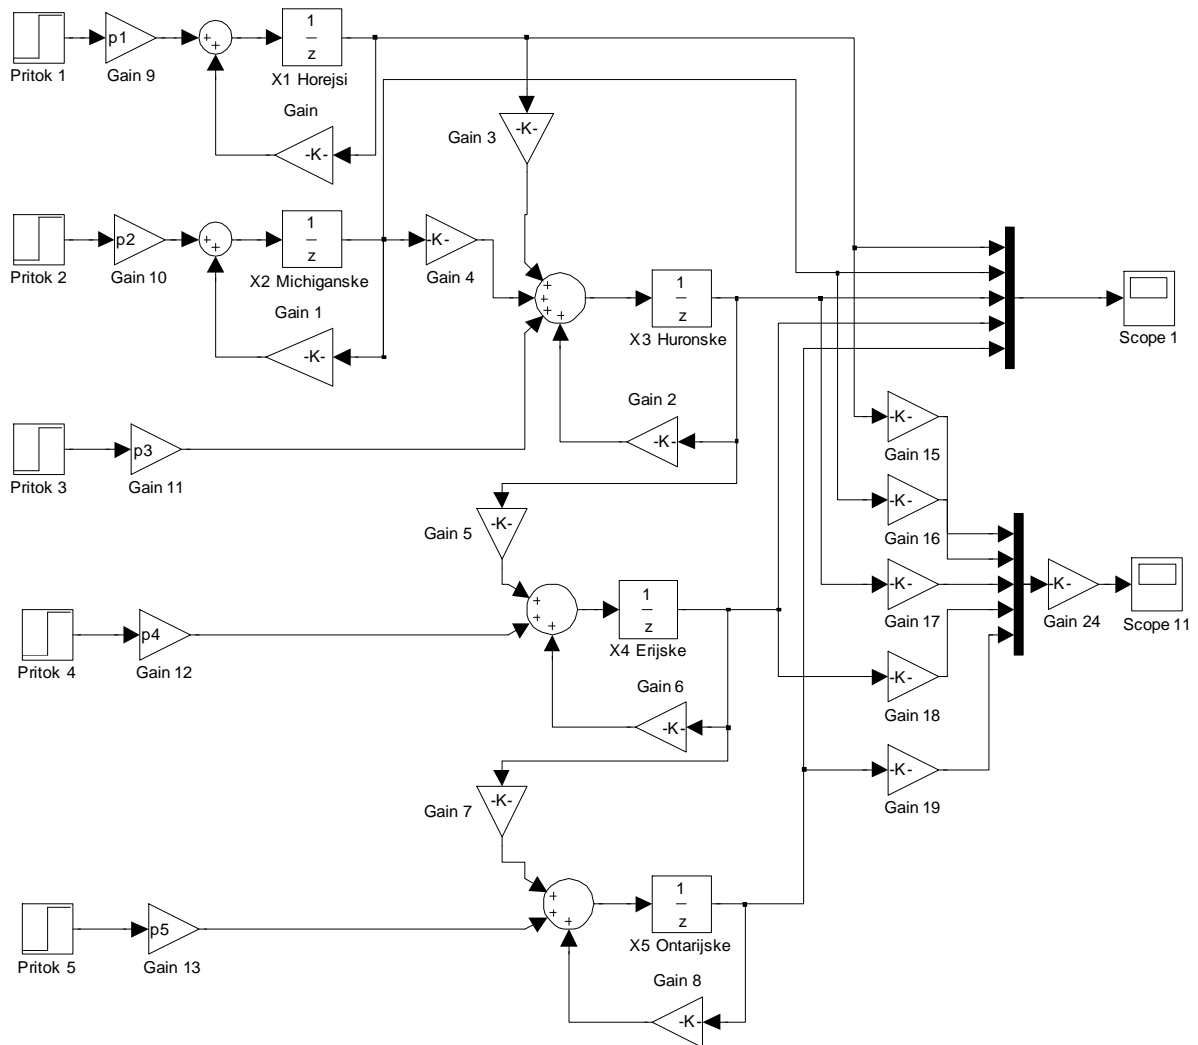 p1
+
+
1
z
Pritok 1
Gain 9
X1 Horejsi
Gain
-K-
Gain 3
-K-
p2
+
+
1
z
-K-
Pritok 2
Gain 10
X2 Michiganske
Gain 4
Gain 1
-K-
+
+
+
+
1
z
X3 Huronske
Scope 1
Gain 2
-K-
p3
Pritok 3
Gain 11
-K-
Gain 15
-K-
Gain 16
Gain 5
-K-
-K-
Gain 17
-K-
Gain 24
Scope 11
+
+
+
1
z
X4 Erijske
p4
Pritok 4
Gain 12
Gain 6
-K-
-K-
Gain 18
-K-
Gain 19
Gain 7
-K-
+
+
+
1
z
X5 Ontarijske
p5
Pritok 5
Gain 13
Gain 8
-K-